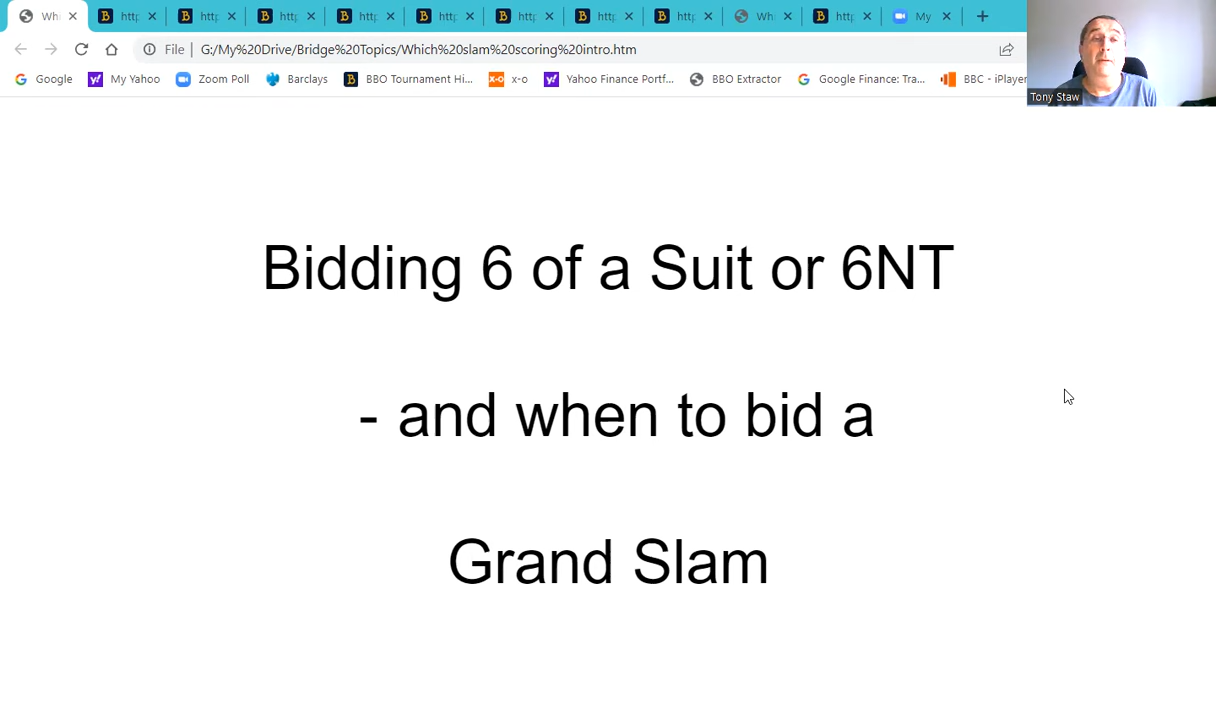 Whi
http
http
http
http
http
http
http
http
Whi
http
My
File
G:/My%20Drive/Bridge%20Topics/Which%20slam%20scoring%20intro.htm
Google
My Yahoo
Zoom Poll
Barclays
BBO Tournament Hi...
x-o
Yahoo Finance Portf...
BBO Extractor
Google Finance: Tra...
BBC - iPlayer
Tony Staw
Bidding 6 of a Suit or 6NT
- and when to bid a
Grand Slam